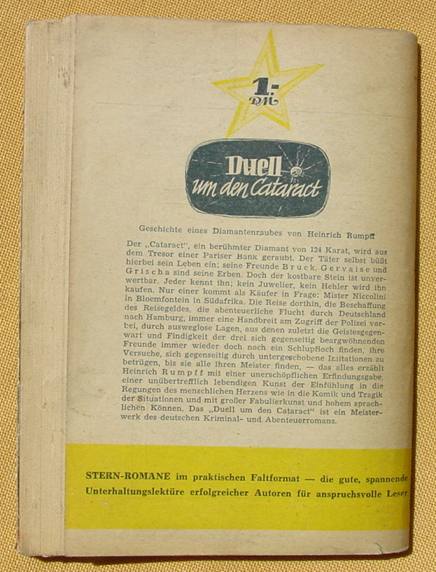 1.-
DM
Duell
um den Cataract
Geschichte eines Diamantenraubes von Heinrich Rumpff
Der „Cataract", ein berühmter Diamant von 124 Karat, wird aus
dem Tresor einer Pariser Bank geraubt. Der Täter selbst büßt
hierbei sein Leben ein; seine Freunde Bruck, Gervaise und
Grischa sind seine Erben. Doch der kostbare Stein ist unver-
wertbar. Jeder kennt ihn; kein Juwelier, kein Hehler wird ihn
kaufen. Nur einer kommt als Käufer in Frage: Mister Nicolini
in Bloemfontein in Südafrika. Die Reise dorthin, die Beschaffung
des Reisegeldes, die abenteuerliche Flucht durch Deutschland
nach Hamburg, immer eine Handbreit am Zugriff der Polizei vor-
bei, durch ausweglose Lagen, aus denen zuletzt die Geistesgegen-
wart und Findigkeit der drei sich gegenseitig beargwöhnenden
Freunde immer wieder doch noch ein Schlupfloch finden, ihre
Versuche, sich gegenseitig durch untergeschobene Imitationen zu
betrügen, bis sie alle ihren Meister finden, — das alles erzählt
Heinrich Rumpff mit einer unerschöpflichen Erfindungsgabe,
einer unübertrefflich lebendigen Kunst der Einfühlung in die
Regungen des menschlichen Herzens wie in die Komik und Tragik
der Situationen und mit großer Fabulierkunst und hohem sprach-
lichen Können. Das „Duell um den Cataract" ist ein Meister-
werk des deutschen Kriminal- und Abenteuerromans.
STERN-ROMANE im praktischen Faltformat — die gute, spannende
Unterhaltungslektüre erfolgreicher Autoren für anspruchsvolle Leser